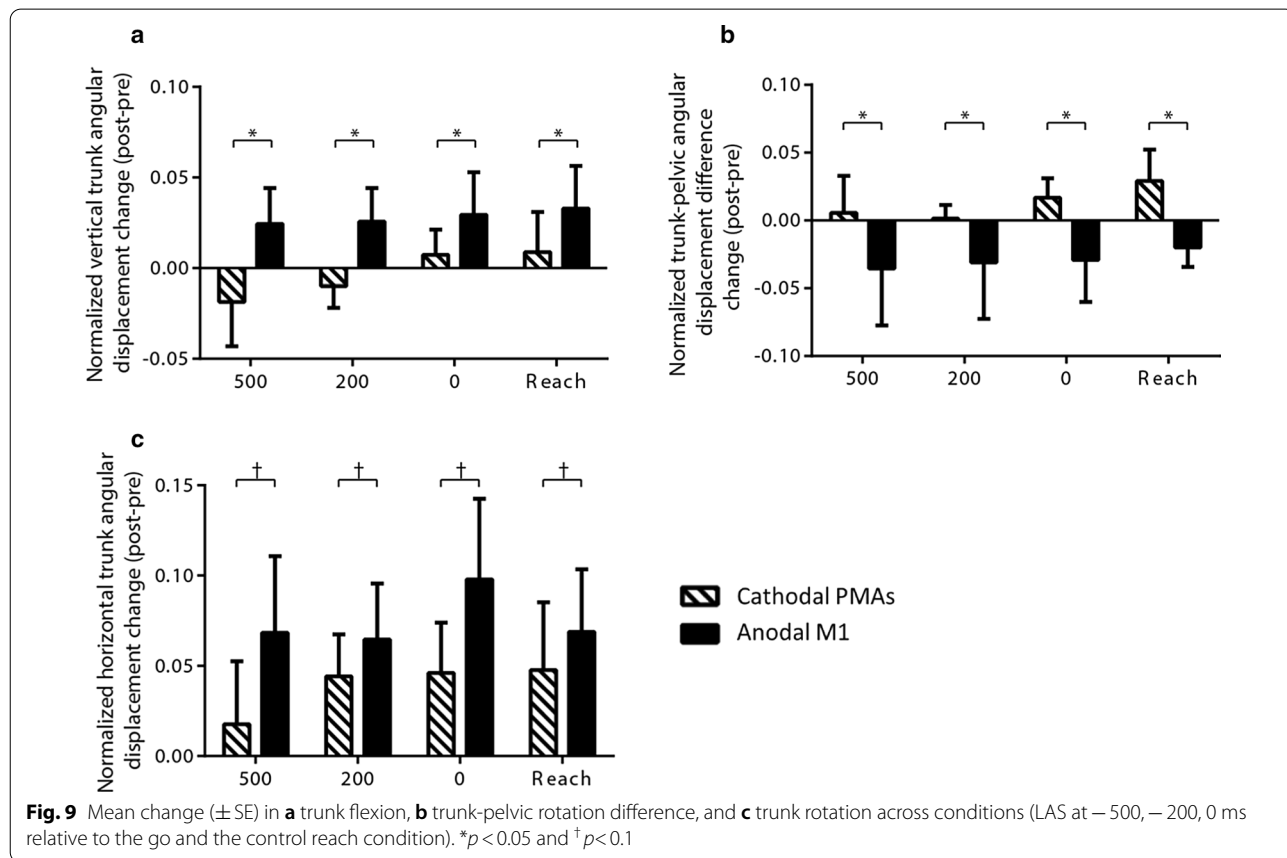 a
Normalized vertical trunk angular
displacement change (post-pre)
0.10
0.05
0.00
-0.05
* * * *
500 200 0 Reach
b
Normalized trunk-pelvic angular
displacement difference
change (post-pre)
0.10
0.05
0.00
-0.05
-0.10
* * * *
500 200 0 Reach
c
Normalized horizontal trunk angular
displacement change (post-pre)
0.15
0.10
0.05
0.00
† † † †
500 200 0 Reach
Cathodal PMAs
Anodal M1
Fig. 9 Mean change (± SE) in a trunk flexion, b trunk-pelvic rotation difference, and c trunk rotation across conditions (LAS at − 500, − 200, 0 ms
relative to the go and the control reach condition). *p < 0.05 and † p < 0.1